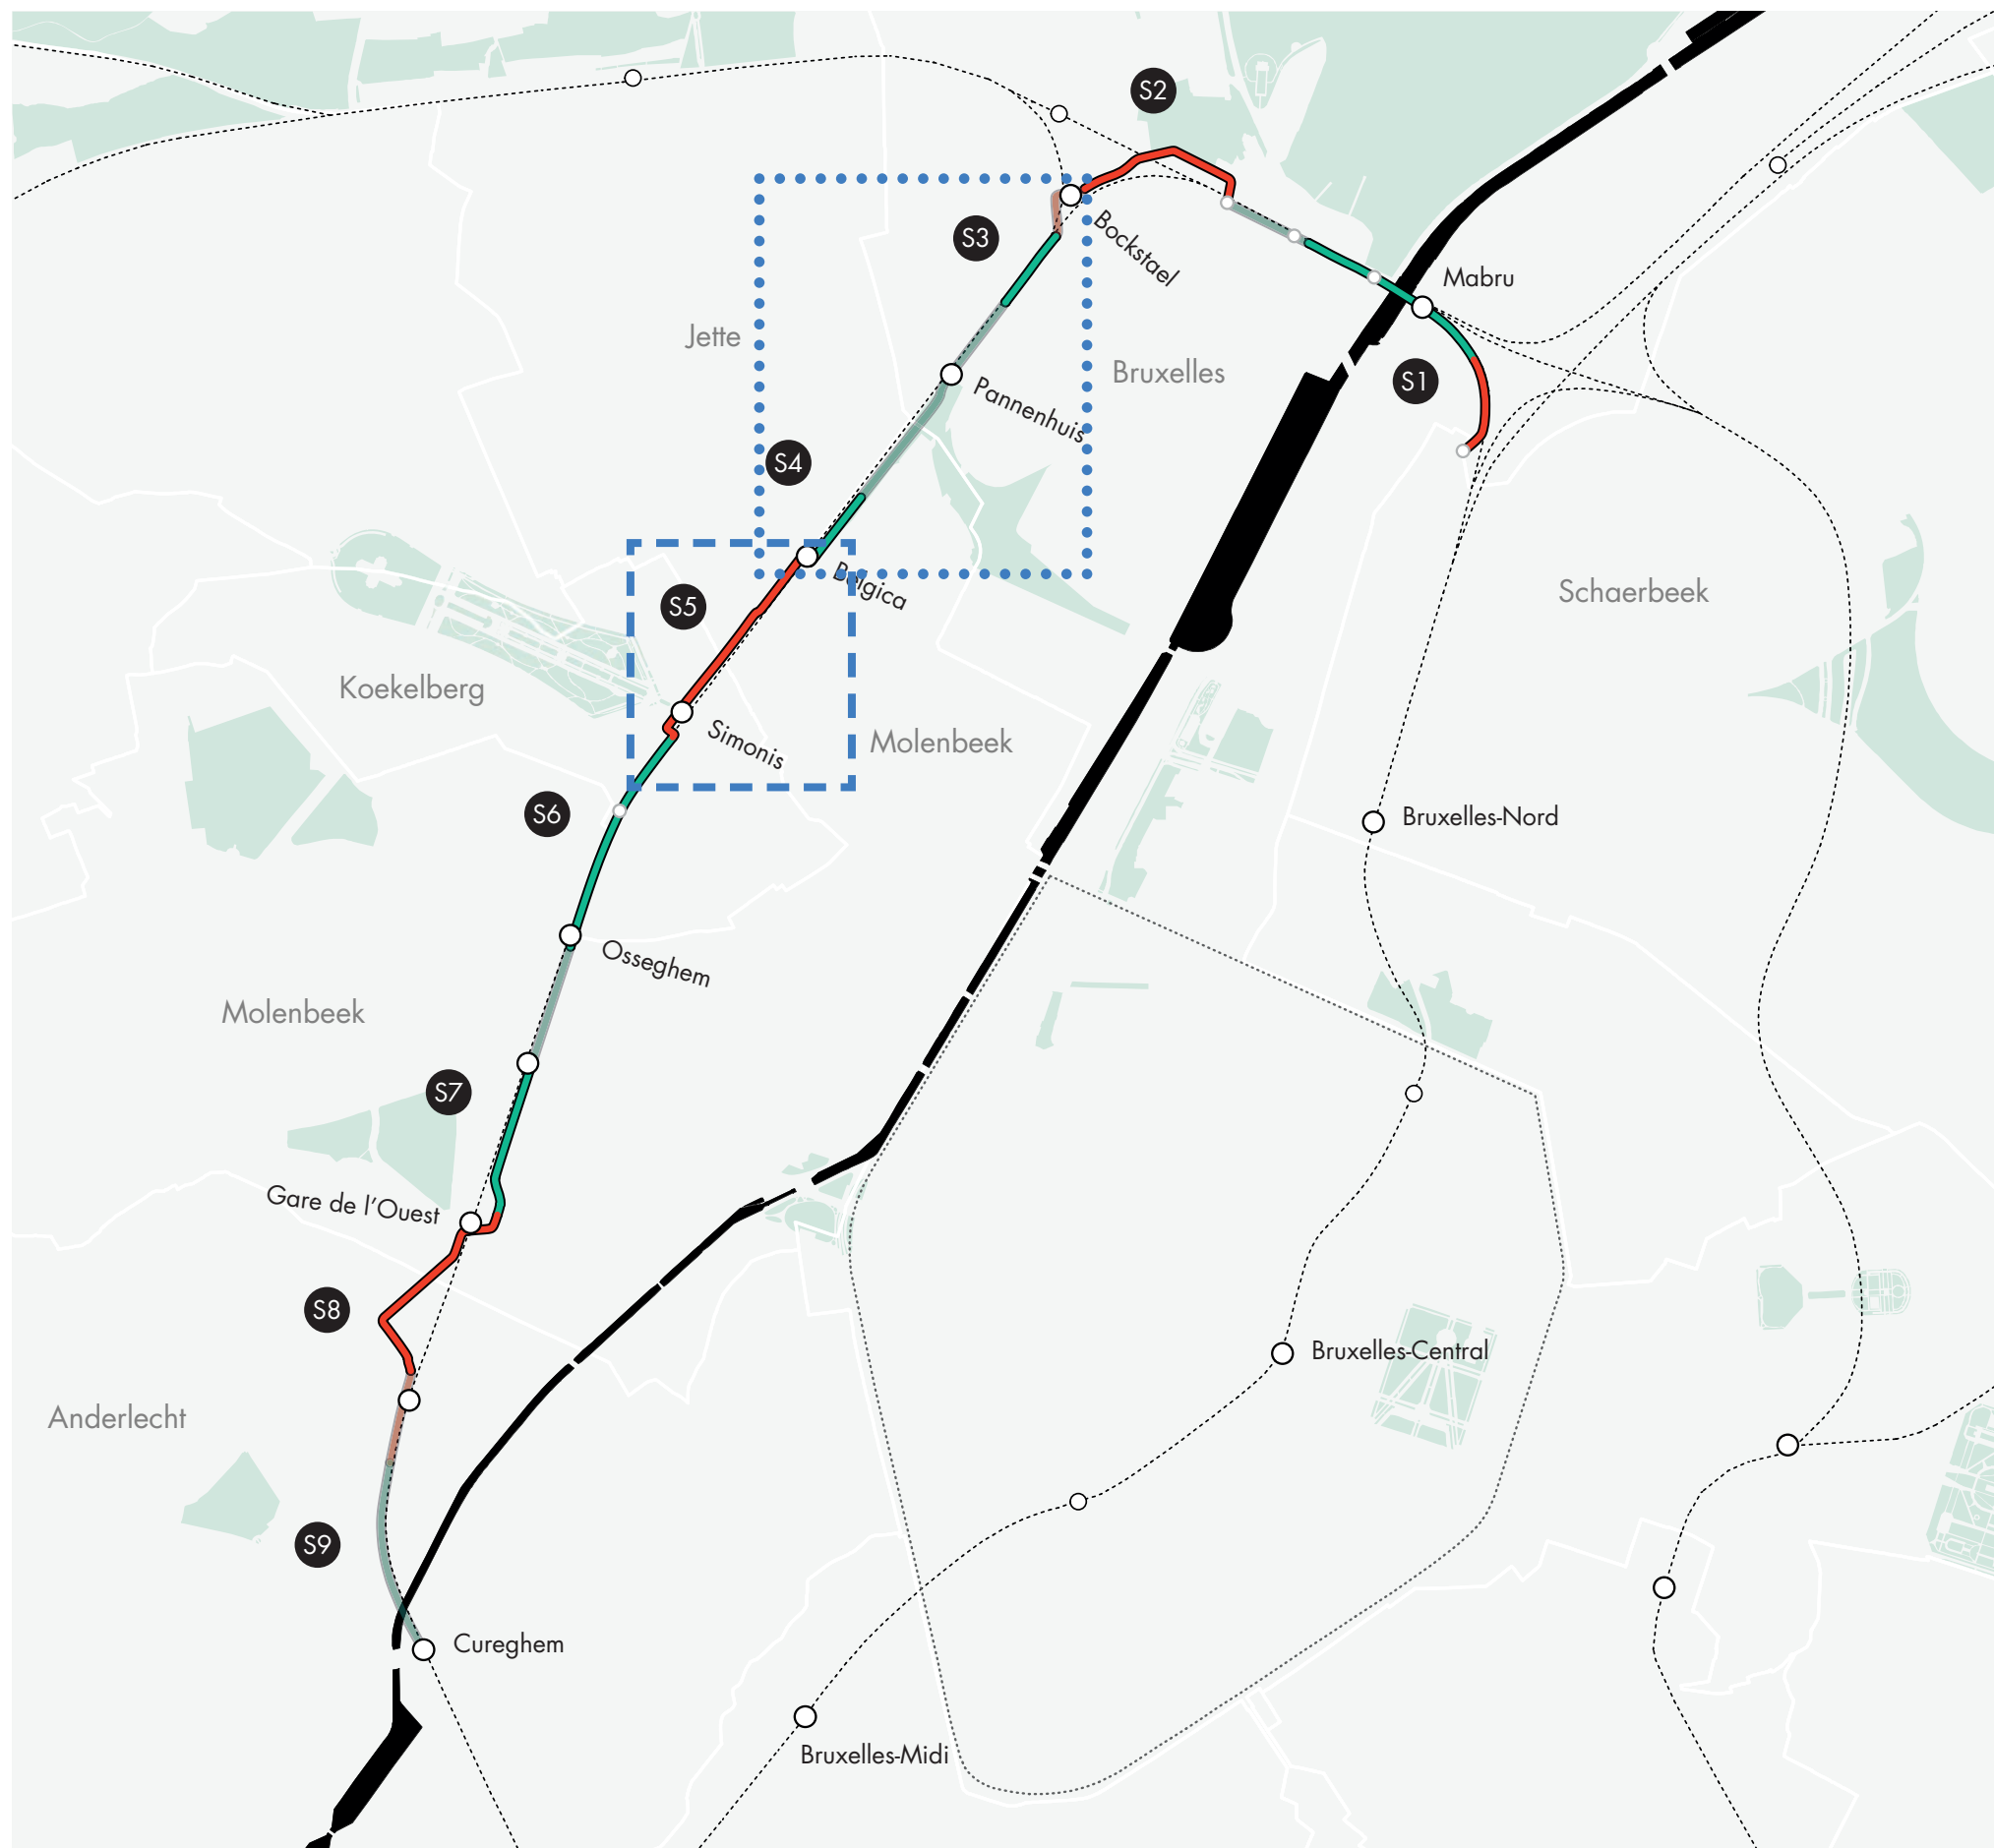 S2
S3
Bockstael
Mabru
Jette
Bruxelles
S1
Pannenhuis
S4
Belgica
S5
Schaerbeek
Koekelberg
Simonis
Molenbeek
S6
Bruxelles-Nord
Osseghem
Molenbeek
S7
Gare de l’Ouest
S8
Bruxelles-Central
Anderlecht
S9
Cureghem
Bruxelles-Midi